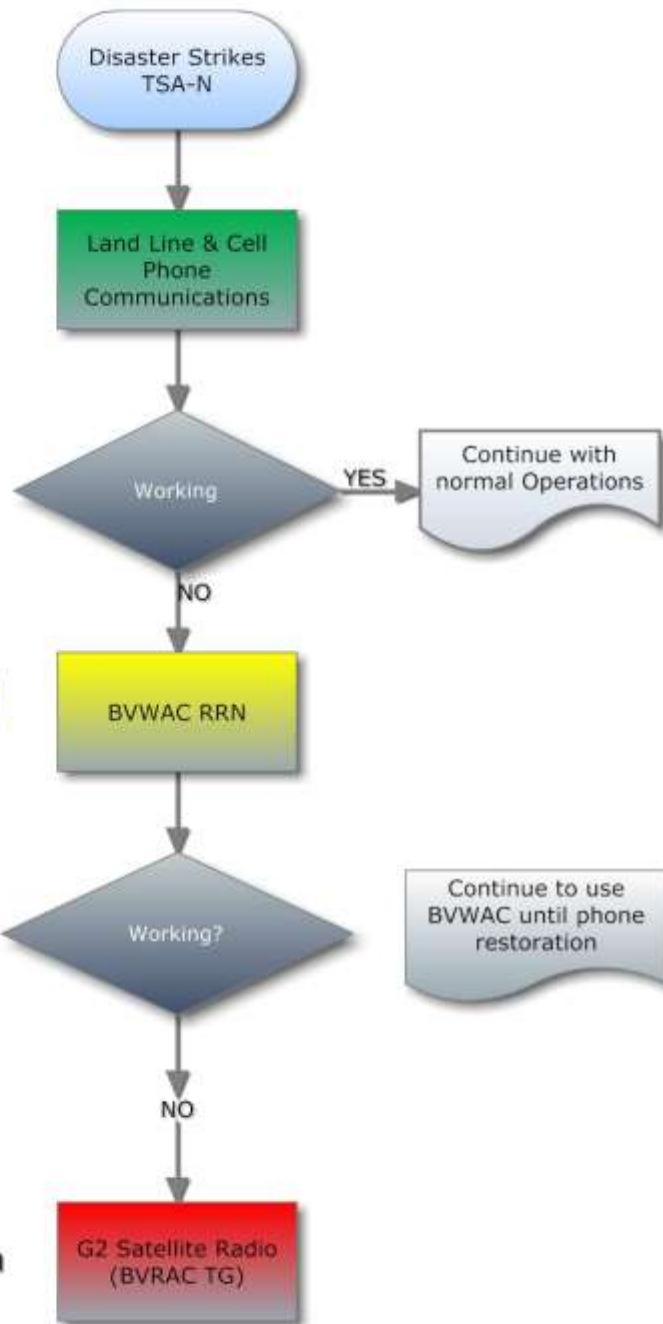 Disaster Strikes
TSA-N
Land Line & Cell
Phone
Communications
Working
YES
Continue with
normal Operations
NO
BVWAC RRN
Working?
Continue to use
BVWAC until phone
restoration
NO
G2 Satellite Radio
(BVRAC TG)